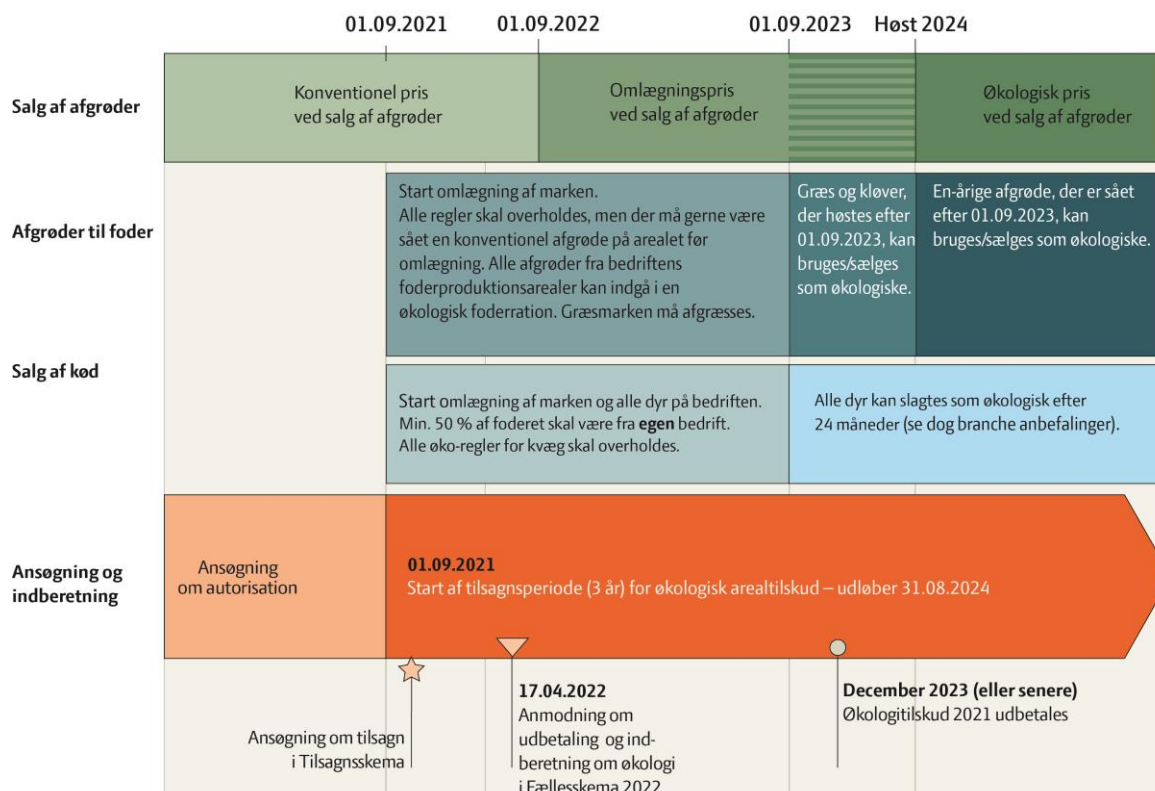 01.09.2021
01.09.2022
01.09.2023
Høst 2024
Salg af afgrøder
Konventionel pris
ved salg af afgrøder
Omlægningspris
ved salg af afgrøder
Økologisk pris
ved salg af afgrøder
Afgrøder til foder
Start omlægning af marken.
Alle regler skal overholdes, men der må gerne være
sået en konventionel afgrøde på arealet før
omlægning. Alle afgrøder fra bedriftens
foderproduktionsarealer kan indgå i en
økologisk foderration. Græsmarken må afgræsses.
Græs og kløver,
der høstes efter
01.09.2023, kan
bruges/sælges
som økologiske.
En-årige afgrøde, der er sået
efter 01.09.2023, kan
bruges/sælges som økologiske.
Salg af kød
Start omlægning af marken og alle dyr på bedriften.
Min. 50 % af foderet skal være fra egen bedrift.
Alle øko-regler for kvæg skal overholdes.
Alle dyr kan slagtes som økologisk efter
24 måneder (se dog branche anbefalinger).
Ansøgning og
indberetning
Ansøgning
om autorisation
01.09.2021
Start af tilsagnsperiode (3 år) for økologisk arealtilskud – udløber 31.08.2024
Ansøgning om tilsagn
i Tilsagnsskema
17.04.2022
Anmodning om
udbetaling og ind-
beretning om økologi
i Fællesskema 2022
December 2023 (eller senere)
Økologitilskud 2021 udbetales